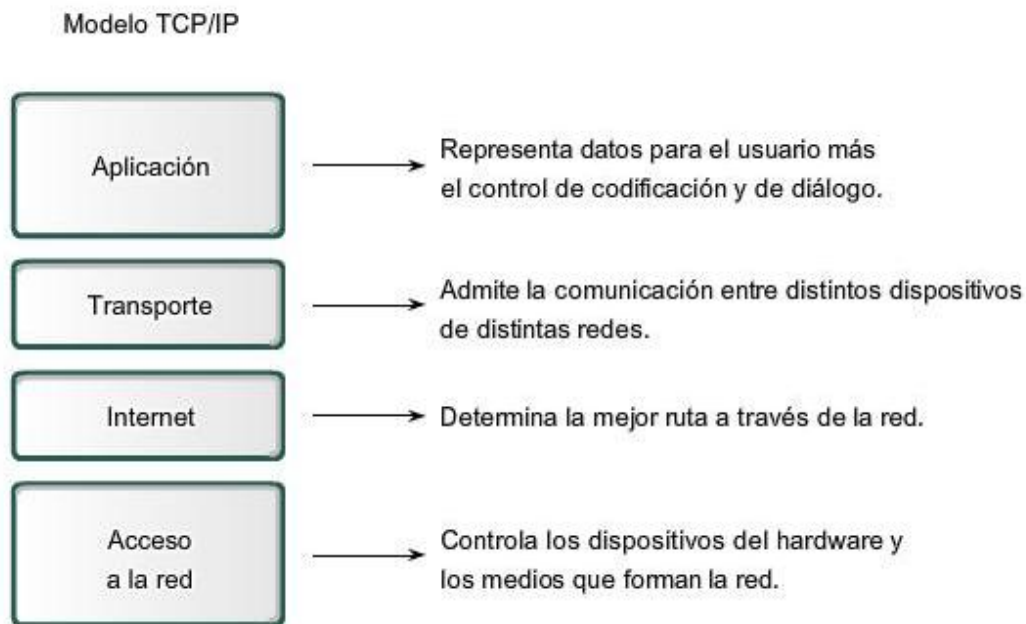 Modelo TCP/IP
Aplicación
Representa datos para el usuario más
el control de codificación y de diálogo.
Transporte
Admite la comunicación entre distintos dispositivos
de distintas redes.
Internet
Determina la mejor ruta a través de la red.
Acceso
a la red
Controla los dispositivos del hardware y
los medios que forman la red.